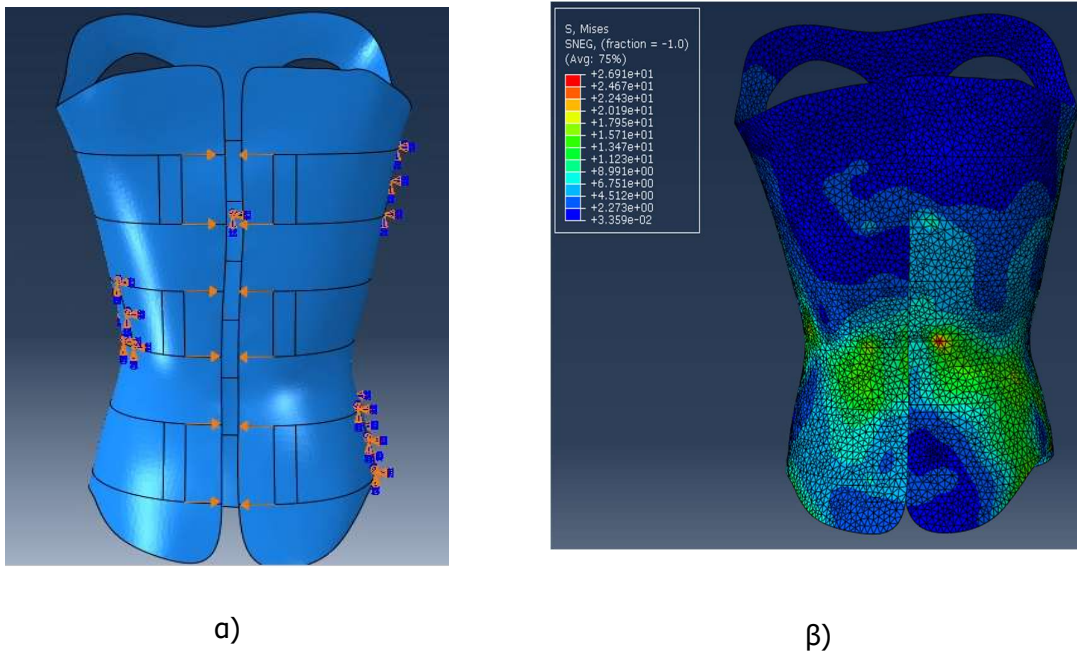 S, Mises
SNEG, (fraction = -1.0)
(Avg: 75%)
+2.691e+01
+2.467e+01
+2.243e+01
+2.019e+01
+1.795e+01
+1.571e+01
+1.347e+01
+1.123e+01
+8.991e+00
+6.751e+00
+4.512e+00
+2.273e+00
+3.359e-02
α)
β)